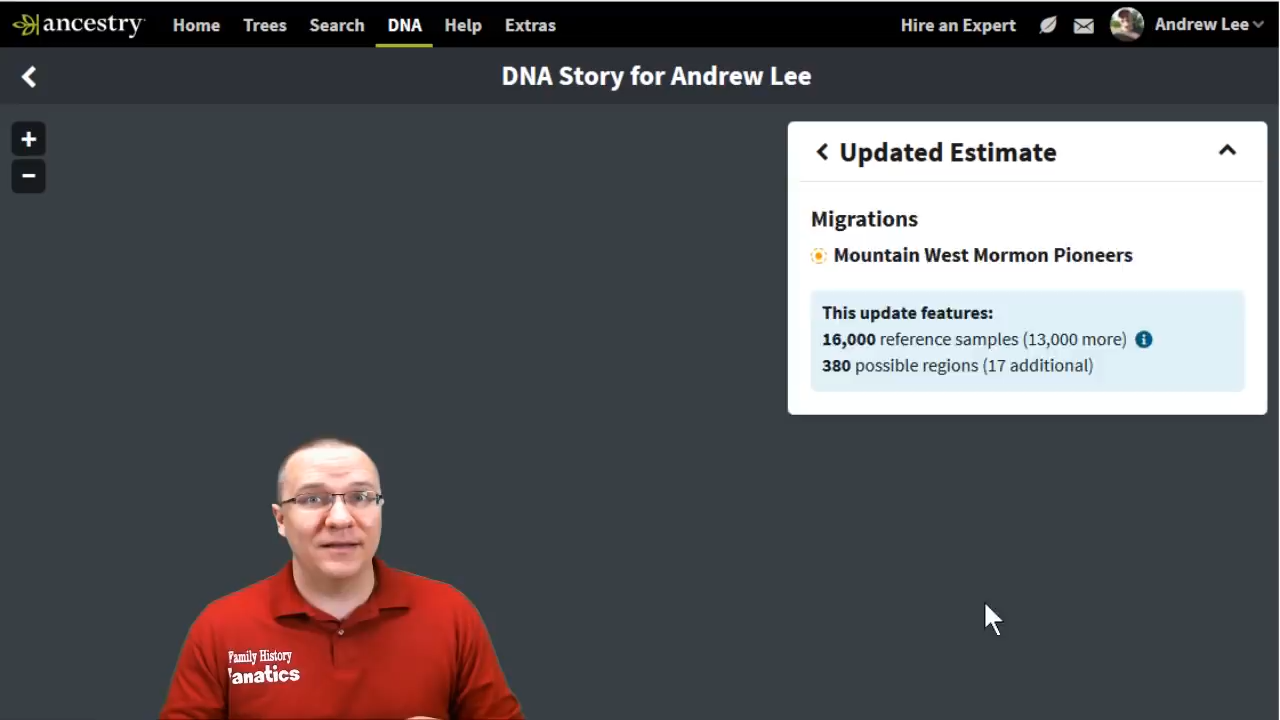 ancestry Home Trees Search DNA Help Extras Hire an Expert Andrew Lee
DNA Story for Andrew Lee
+
−
Updated Estimate
Migrations
Mountain West Mormon Pioneers
This update features:
16,000 reference samples (13,000 more)
380 possible regions (17 additional)
Family History
Fanatics